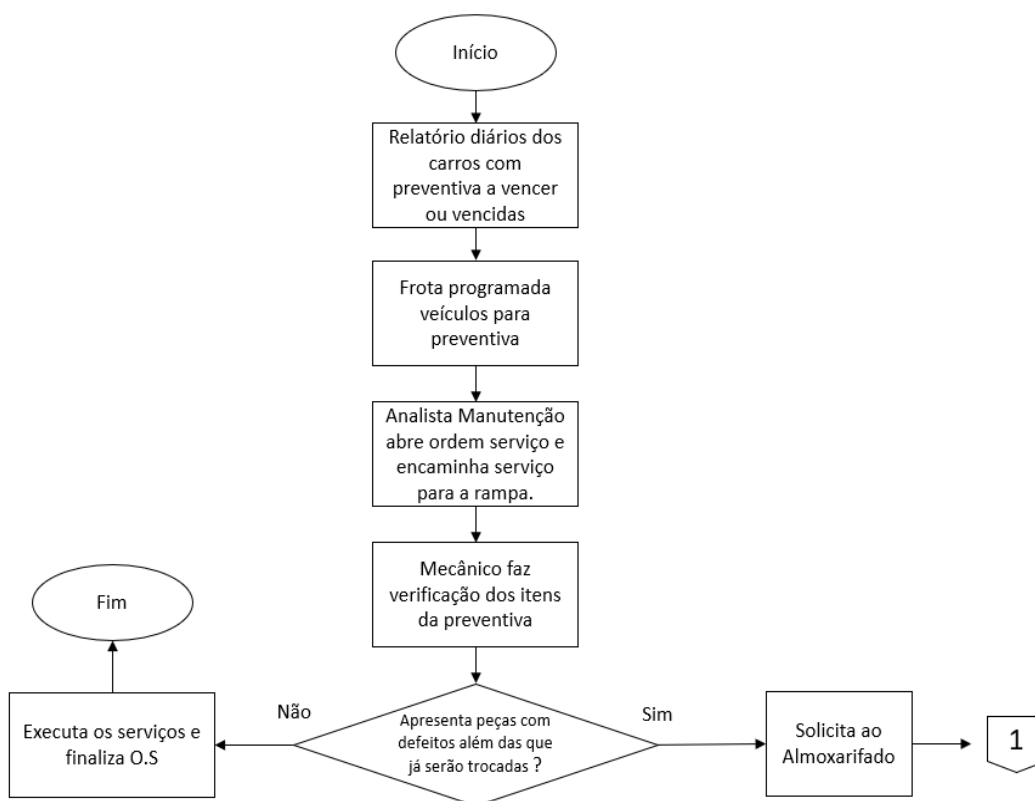 Início
Relatório diários dos
carros com
preventiva a vencer
ou vencidas
Frota programada
veículos para
preventiva
Analista Manutenção
abre ordem serviço e
encaminha serviço
para a rampa.
Mecânico faz
verificação dos itens
da preventiva
Fim
Não
Apresenta peças com
defeitos além das que
já serão trocadas ?
Sim
Executa os serviços e
finaliza O.S
Solicita ao
Almoxarifado
1